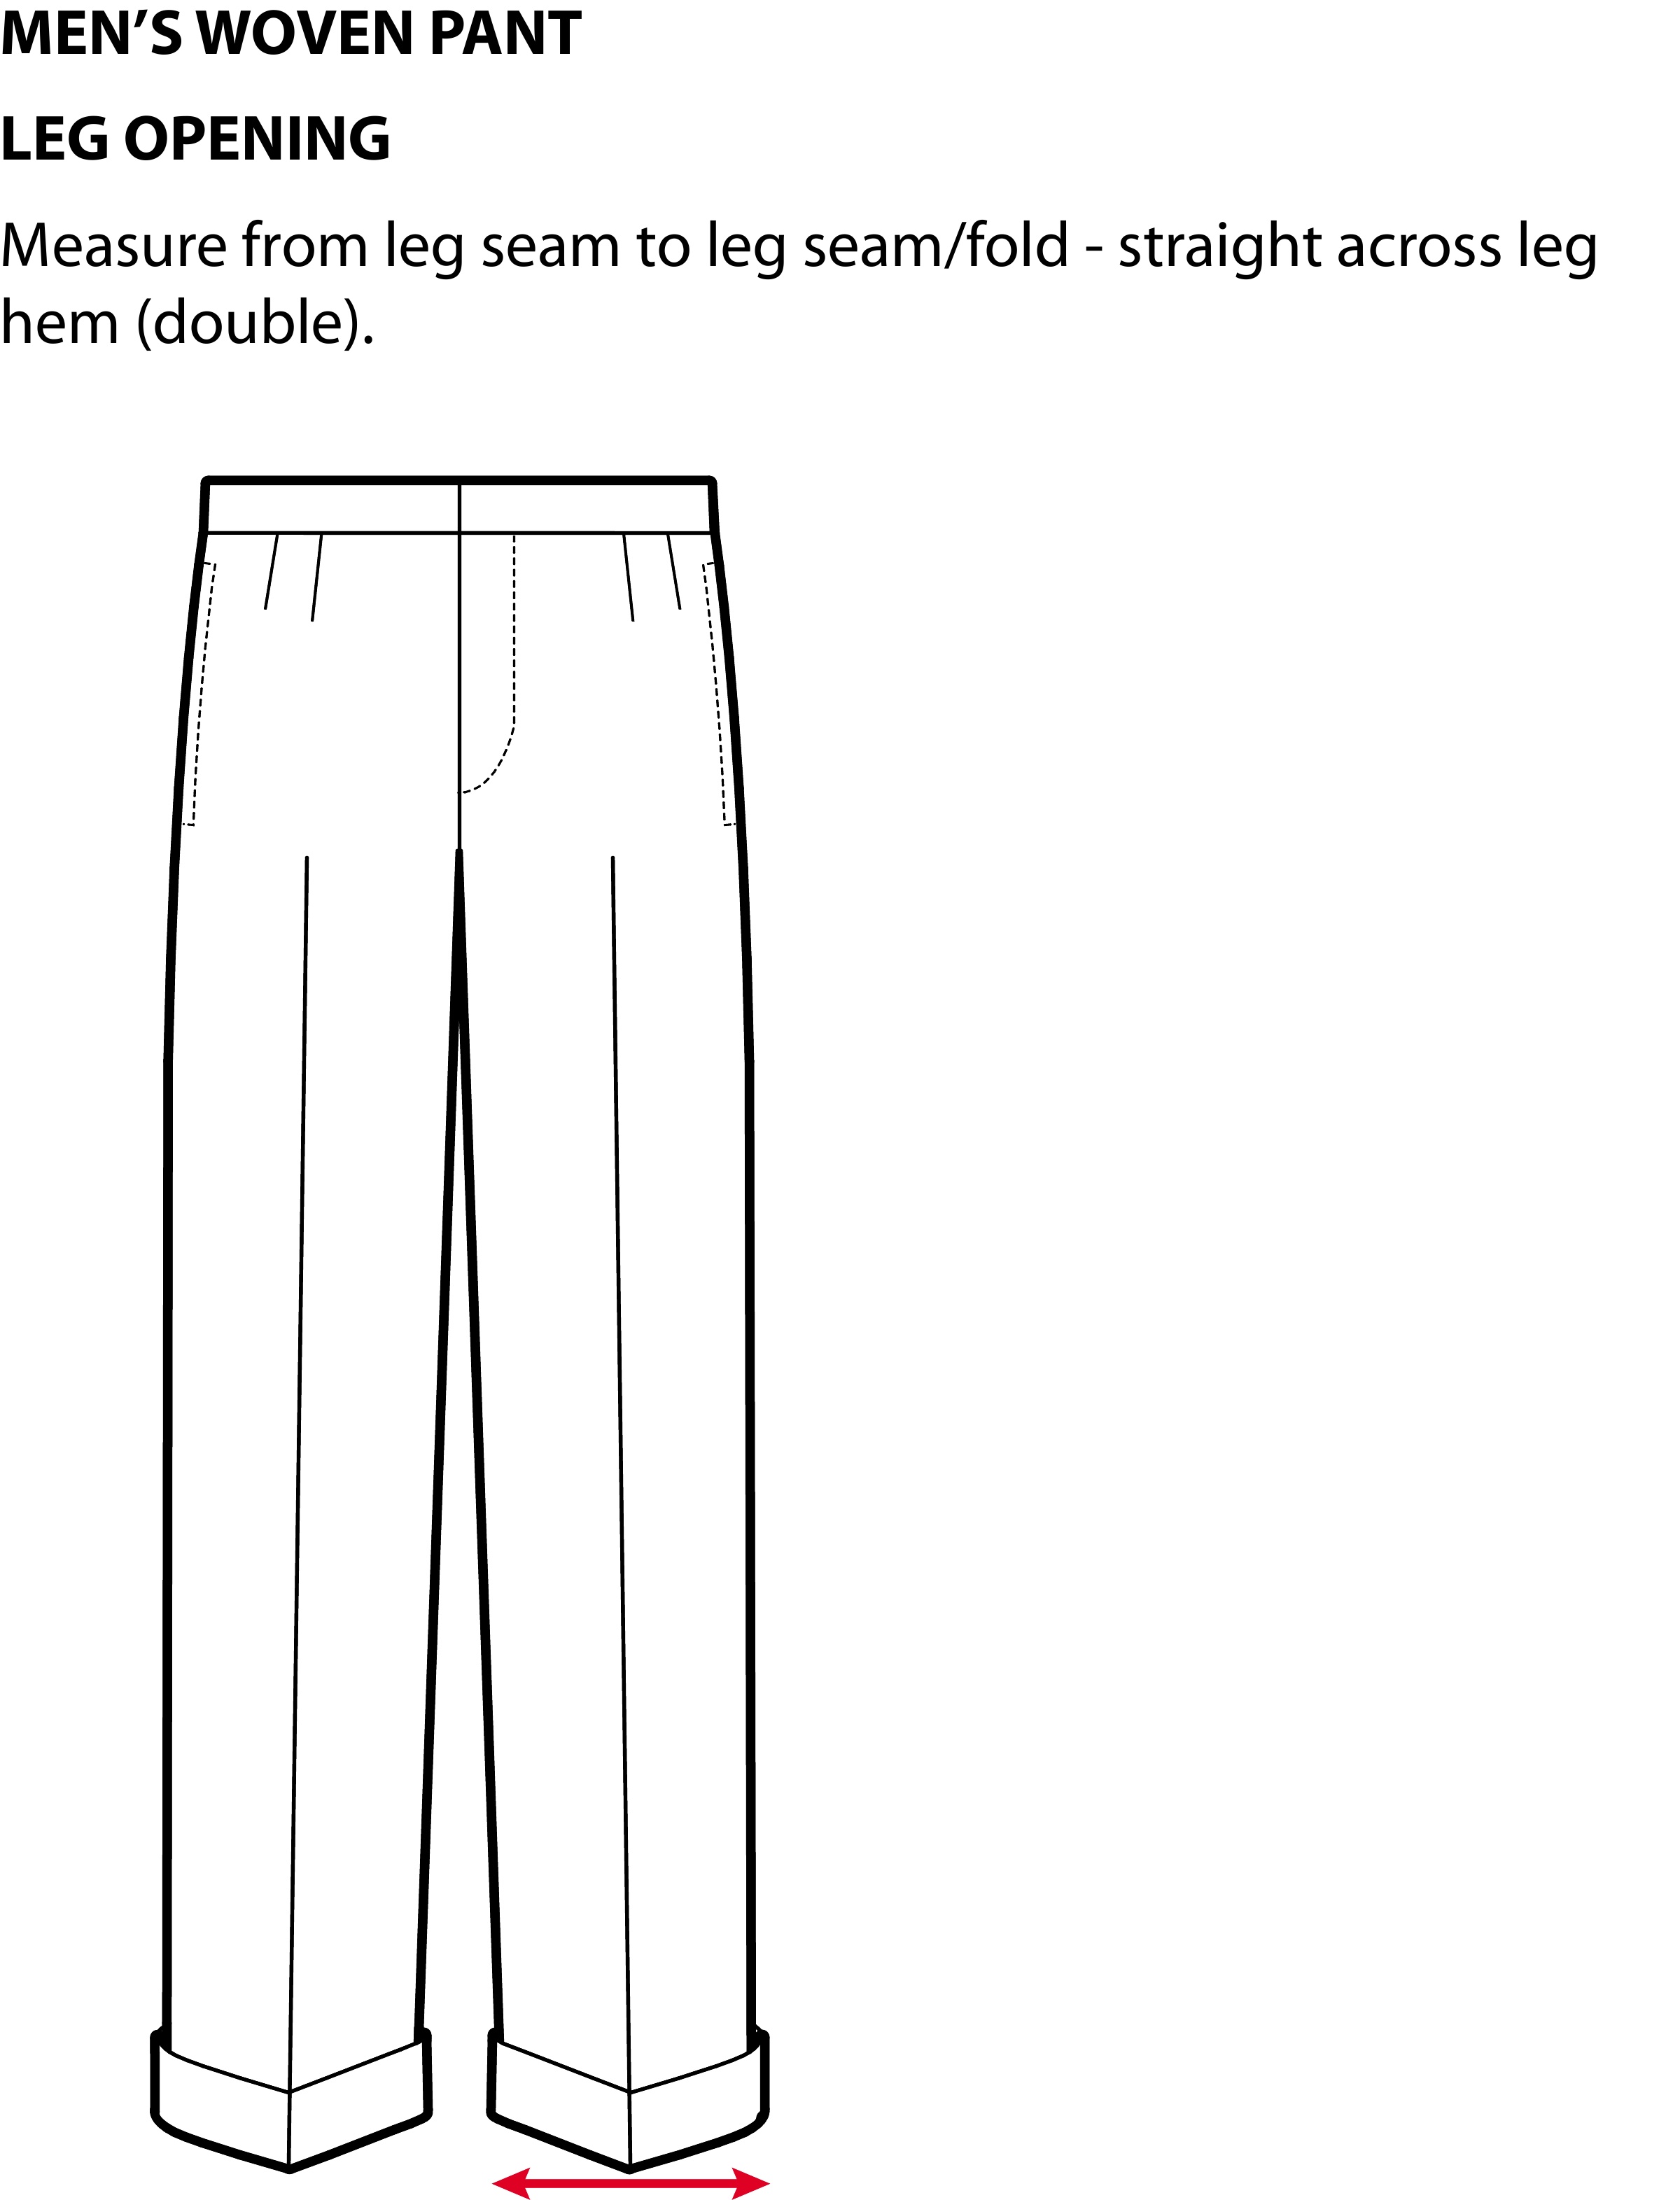 MEN’S WOVEN PANT
LEG OPENING
Measure from leg seam to leg seam/fold - straight across leg
hem (double).